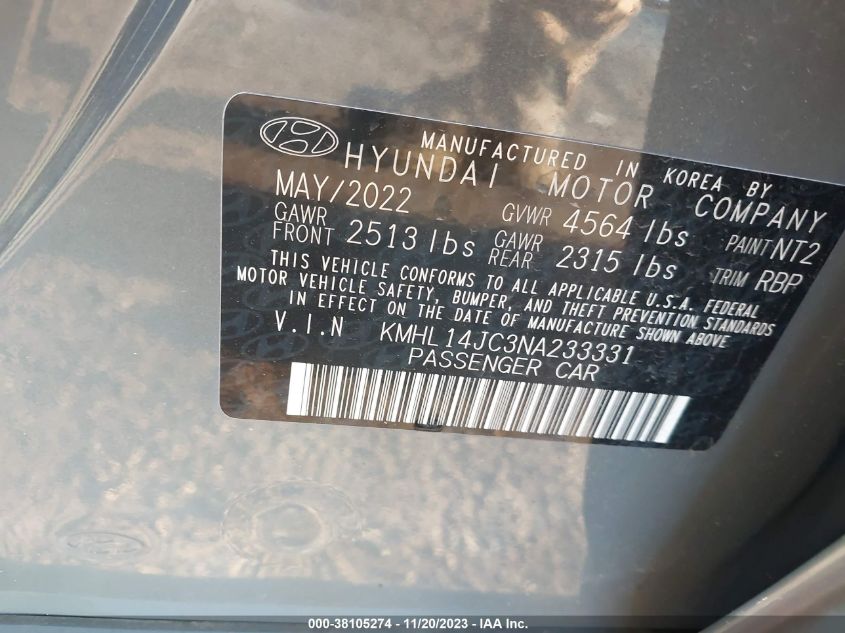 MANUFACTURED IN KOREA BY
HYUNDAI MOTOR COMPANY
MAY/2022 GVWR 4564 lbs PAINT NT2
GAWR FRONT 2513 lbs GAWR REAR 2315 lbs TRIM RBP
THIS VEHICLE CONFORMS TO ALL APPLICABLE U.S.A. FEDERAL
MOTOR VEHICLE SAFETY, BUMPER, AND THEFT PREVENTION STANDARDS
IN EFFECT ON THE DATE OF MANUFACTURE SHOWN ABOVE
V.I.N KMHL14JC3NA233331
PASSENGER CAR
000-38105274 - 11/20/2023 - IAA Inc.